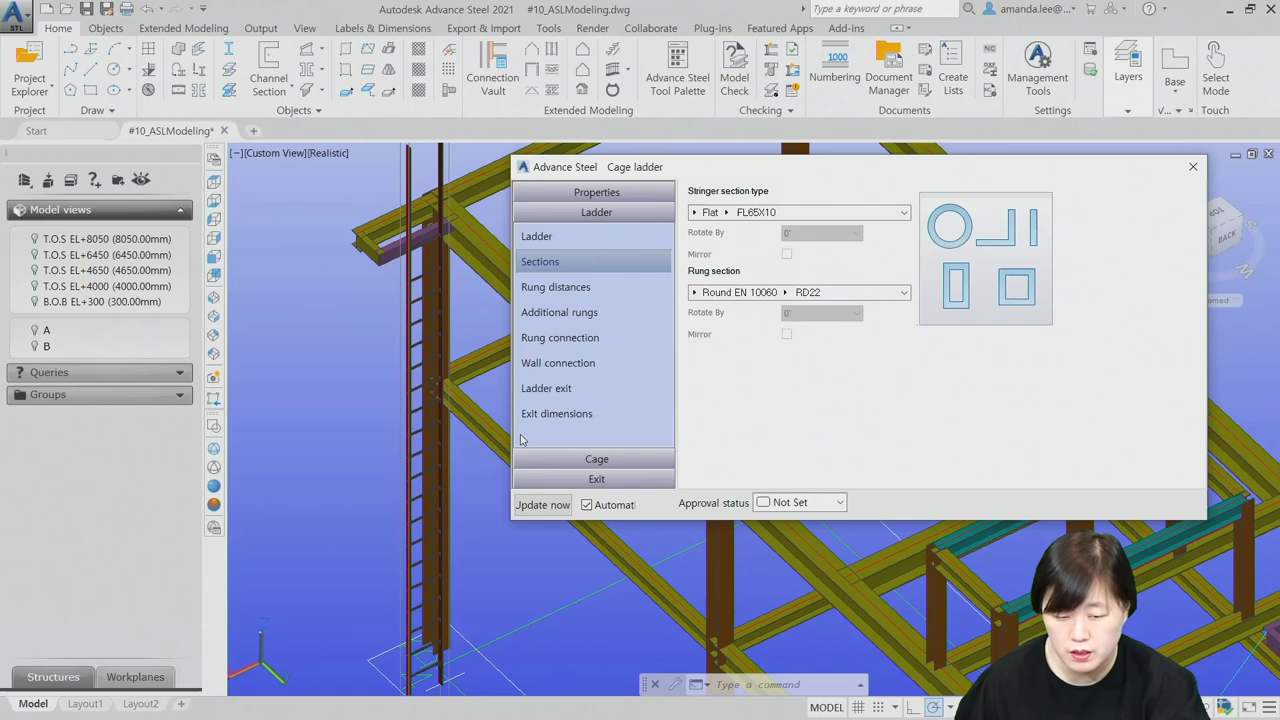 STL
Autodesk Advance Steel 2021 #10_ASLModeling.dwg
Type a keyword or phrase
amanda.lee@...
Home Objects Extended Modeling Output View Labels & Dimensions Export & Import Tools Render Collaborate Plug-ins Featured Apps Add-Ins
Project Explorer
Channel Section
Connection Vault
Advance Steel Tool Palette
Model Check
1000
Numbering
Document Manager
Create Lists
NC
Management Tools
Layers
Base
Select Mode
Project Draw Objects Extended Modeling Checking Documents Settings V... Touch
Start #10_ASLModeling*
[−][Custom View][Realistic]
Model views
T.O.S EL+8050 (8050.00mm)
T.O.S EL+6450 (6450.00mm)
T.O.S EL+4650 (4650.00mm)
T.O.S EL+4000 (4000.00mm)
B.O.B EL+300 (300.00mm)
A
B
Queries
Groups
Structures Workplanes
Advance Steel Cage ladder
Properties
Ladder
Ladder
Sections
Rung distances
Additional rungs
Rung connection
Wall connection
Ladder exit
Exit dimensions
Cage
Exit
Update now Automati
Stringer section type
Flat FL65X10
Rotate By 0°
Mirror
Rung section
Round EN 10060 RD22
Rotate By 0°
Mirror
Approval status Not Set
BACK
Type a command
Model Layout1 Layout2
MODEL